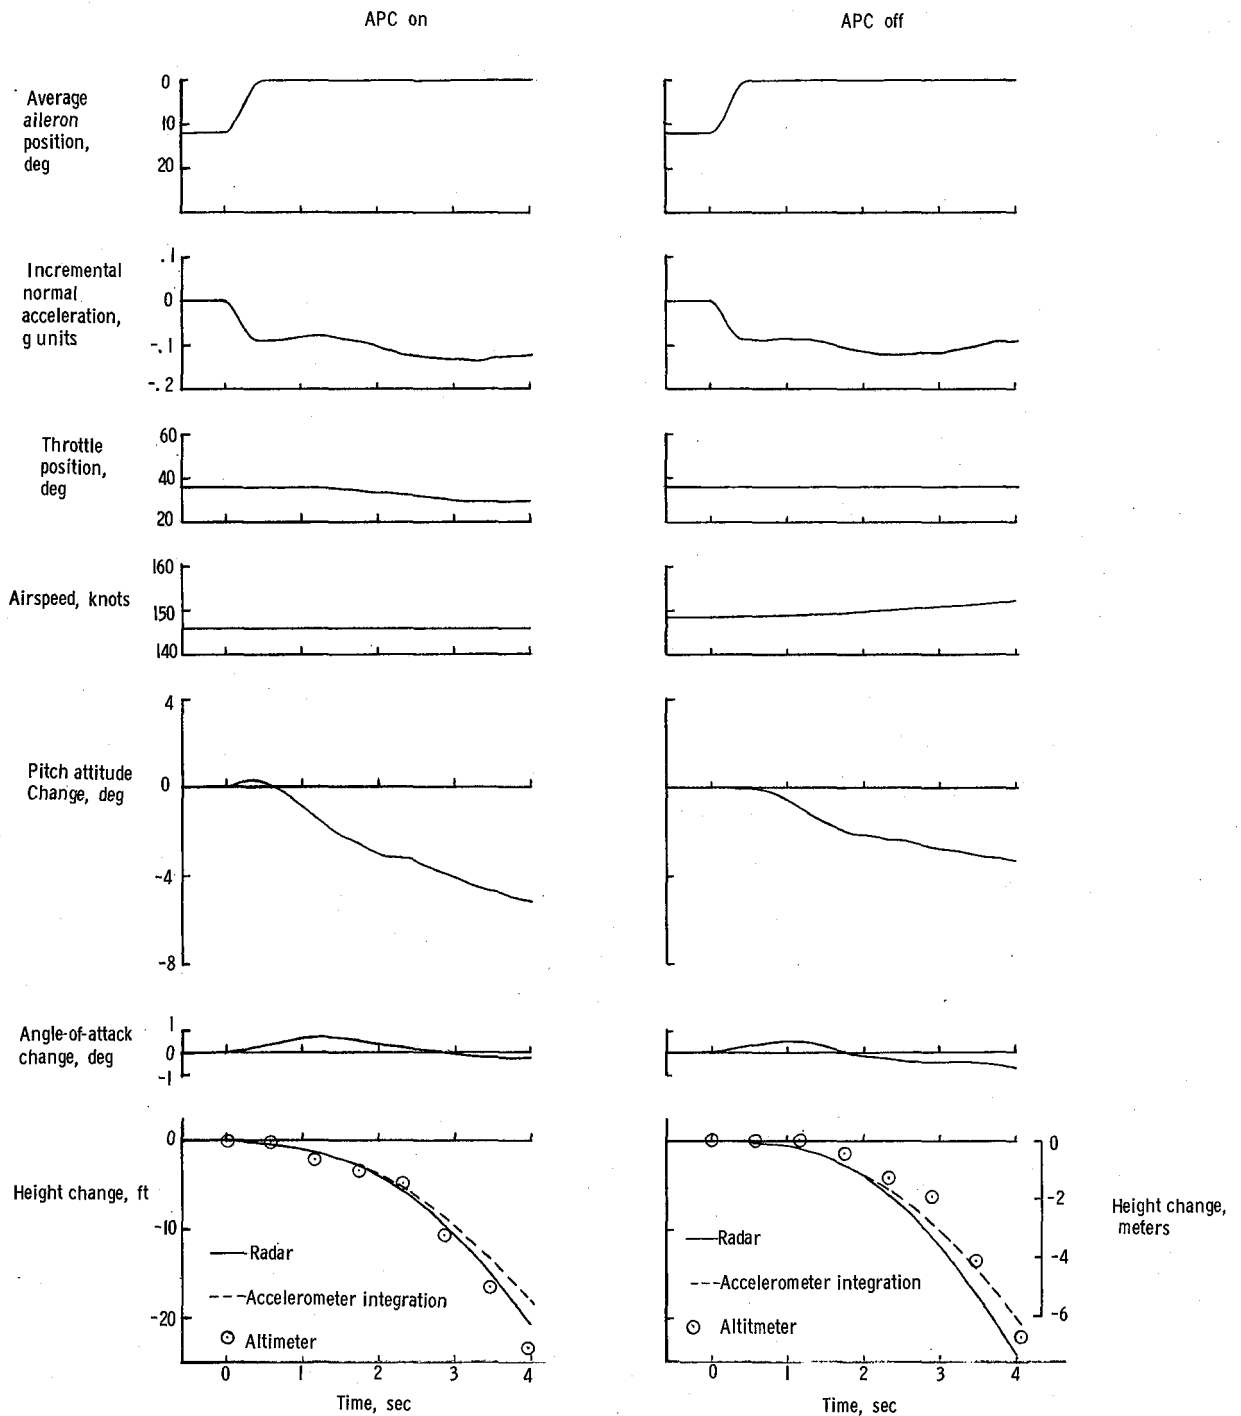 APC on
APC off
Average
aileron
position,
deg
0
10
20
Incremental
normal
acceleration,
g units
.1
0
-.1
-.2
Throttle
position,
deg
60
40
20
Airspeed, knots
160
150
140
Pitch attitude
Change, deg
4
0
-4
-8
Angle-of-attack
change, deg
1
0
-1
Height change, ft
0
-10
-20
Radar
Accelerometer integration
Altimeter
0 1 2 3 4
Time, sec
Radar
Accelerometer integration
Altitmeter
0 1 2 3 4
Time, sec
0
-2
-4
-6
Height change,
meters